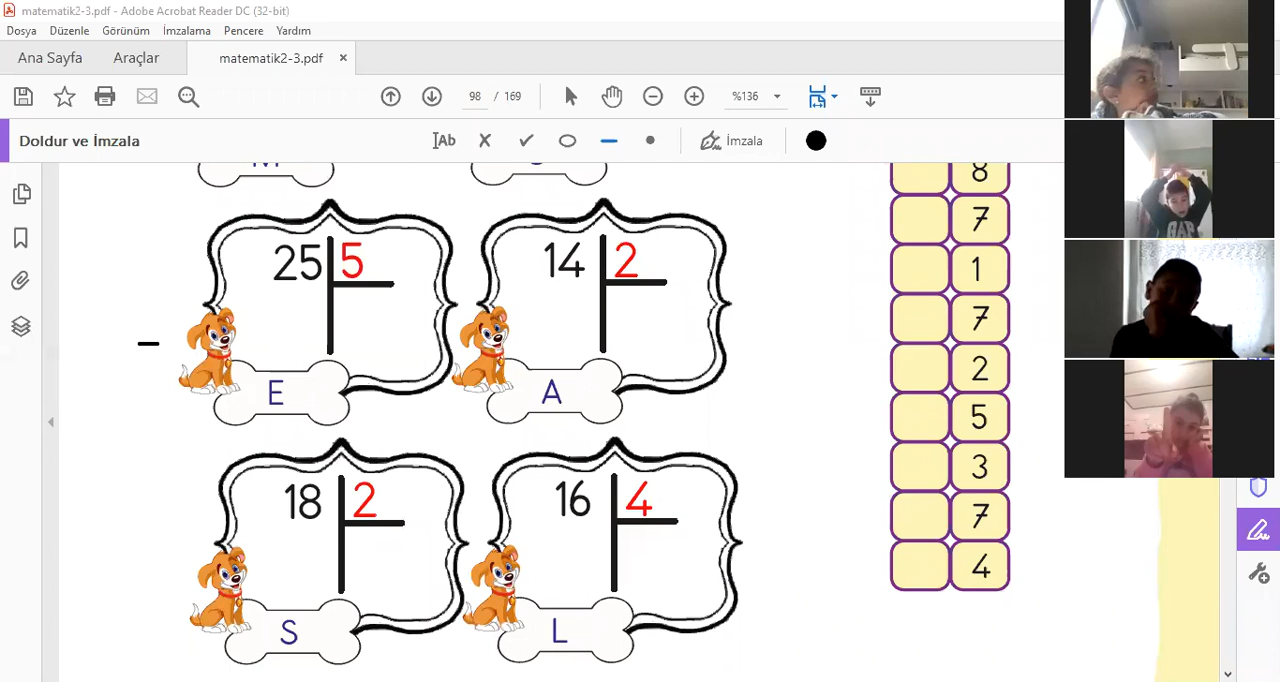 matematik2-3.pdf - Adobe Acrobat Reader DC (32-bit)
Dosya Düzenle Görünüm İmzalama Pencere Yardım
Ana Sayfa Araçlar matematik2-3.pdf ×
98 / 169 %136
Doldur ve İmzala Ab İmzala
8
7
25 5 14 2
1
7
2
E A
5
3
18 2 16 4
7
4
S L
GAP